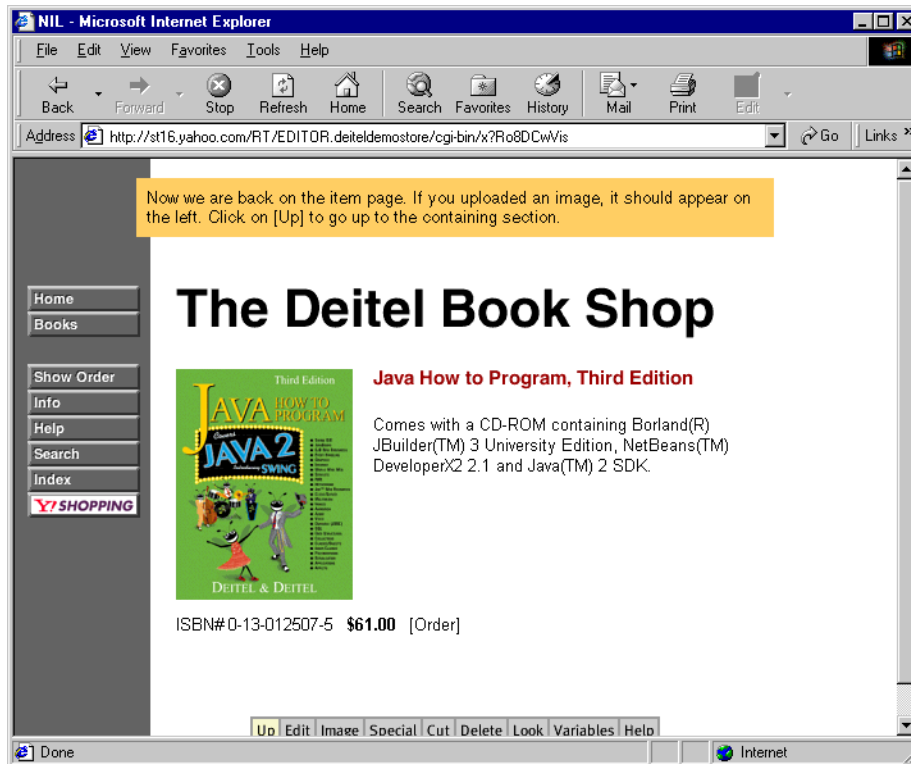 NIL - Microsoft Internet Explorer
File Edit View Favorites Tools Help
Back Forward Stop Refresh Home Search Favorites History Mail Print Edit
Address http://st16.yahoo.com/RT/EDITOR.deiteldemostore/cgi-bin/x?Ro8DCwVis Go Links »
Now we are back on the item page. If you uploaded an image, it should appear on
the left. Click on [Up] to go up to the containing section.
The Deitel Book Shop
Home
Books
Show Order
Info
Help
Search
Index
Y! SHOPPING
Third Edition
JAVA HOW TO
PROGRAM
Covers
JAVA 2
Introducing SWING
DEITEL & DEITEL
Java How to Program, Third Edition
Comes with a CD-ROM containing Borland(R)
JBuilder(TM) 3 University Edition, NetBeans(TM)
DeveloperX2 2.1 and Java(TM) 2 SDK.
ISBN# 0-13-012507-5 $61.00 [Order]
Up Edit Image Special Cut Delete Look Variables Help
Done Internet